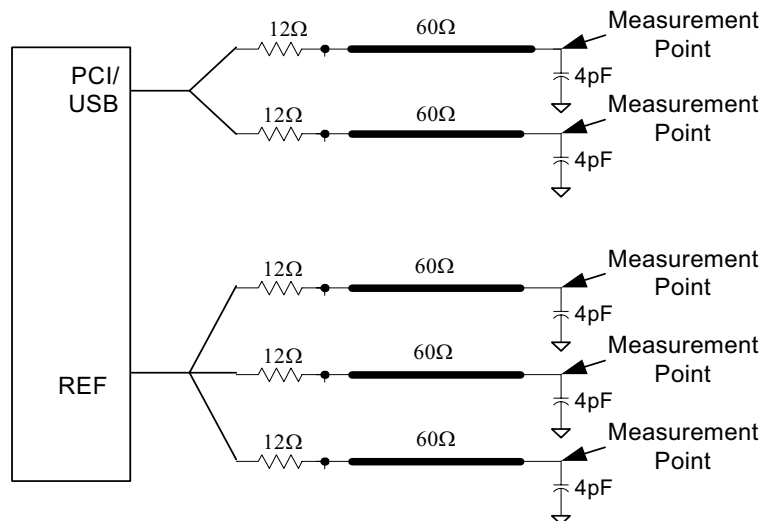 PCI/
USB
12Ω
60Ω
Measurement
Point
4pF
12Ω
60Ω
Measurement
Point
4pF
REF
12Ω
60Ω
Measurement
Point
4pF
12Ω
60Ω
Measurement
Point
4pF
12Ω
60Ω
Measurement
Point
4pF